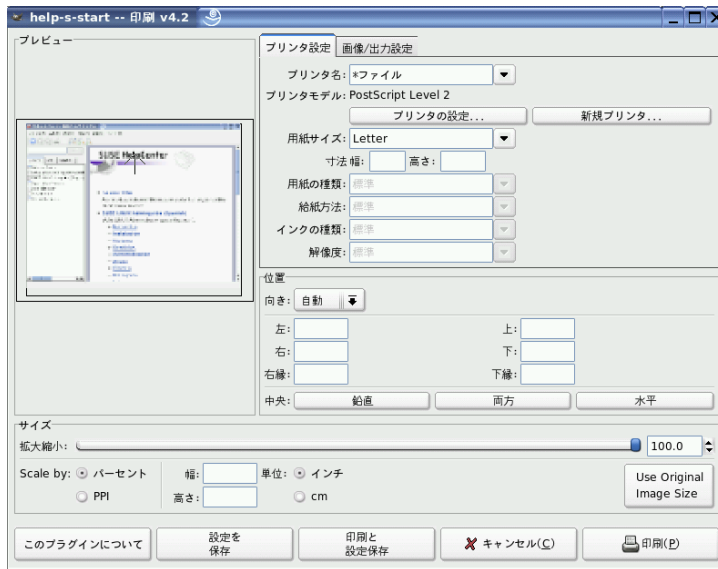 help-s-start -- 印刷 v4.2
プレビュー
SUSE HelpCenter
プリンタ設定 画像/出力設定
プリンタ名: *ファイル
プリンタモデル: PostScript Level 2
プリンタの設定... 新規プリンタ...
用紙サイズ: Letter
寸法 幅: 高さ:
用紙の種類: 標準
給紙方法: 標準
インクの種類: 標準
解像度: 標準
位置
向き: 自動
左: 上:
右: 下:
右縁: 下縁:
中央: 鉛直 両方 水平
サイズ
拡大縮小: 100.0
Scale by: パーセント 幅: 単位: インチ
PPI 高さ: cm
Use Original
Image Size
このプラグインについて
設定を
保存
印刷と
設定保存
キャンセル(C)
印刷(P)